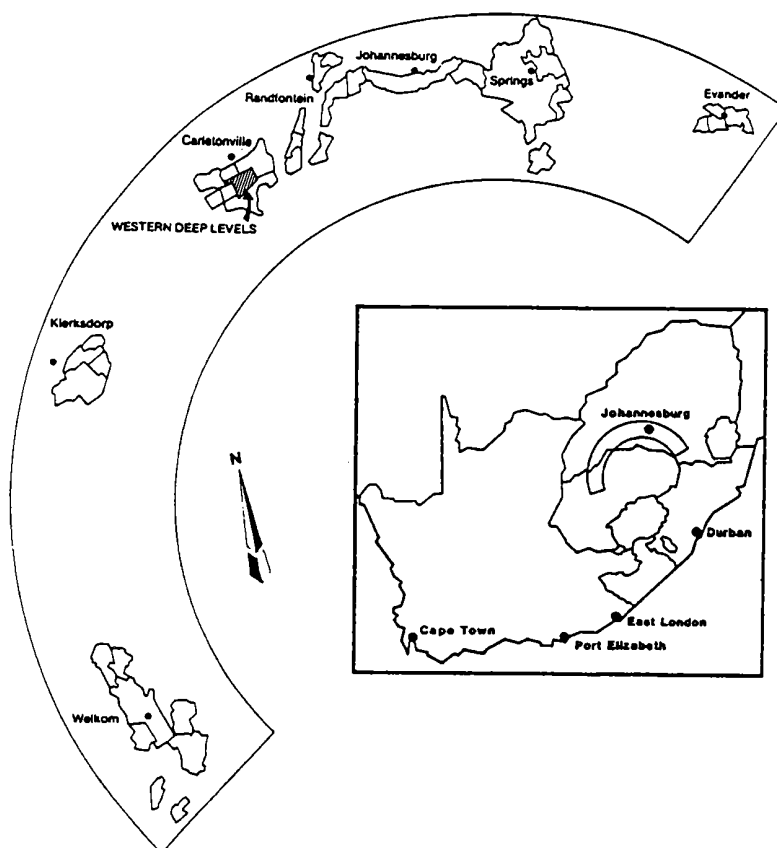 Johannesburg
Springs
Randfontein
Evander
Carletonville
WESTERN DEEP LEVELS
Klerksdorp
N
Welkom
Johannesburg
Durban
East London
Cape Town
Port Elizabeth